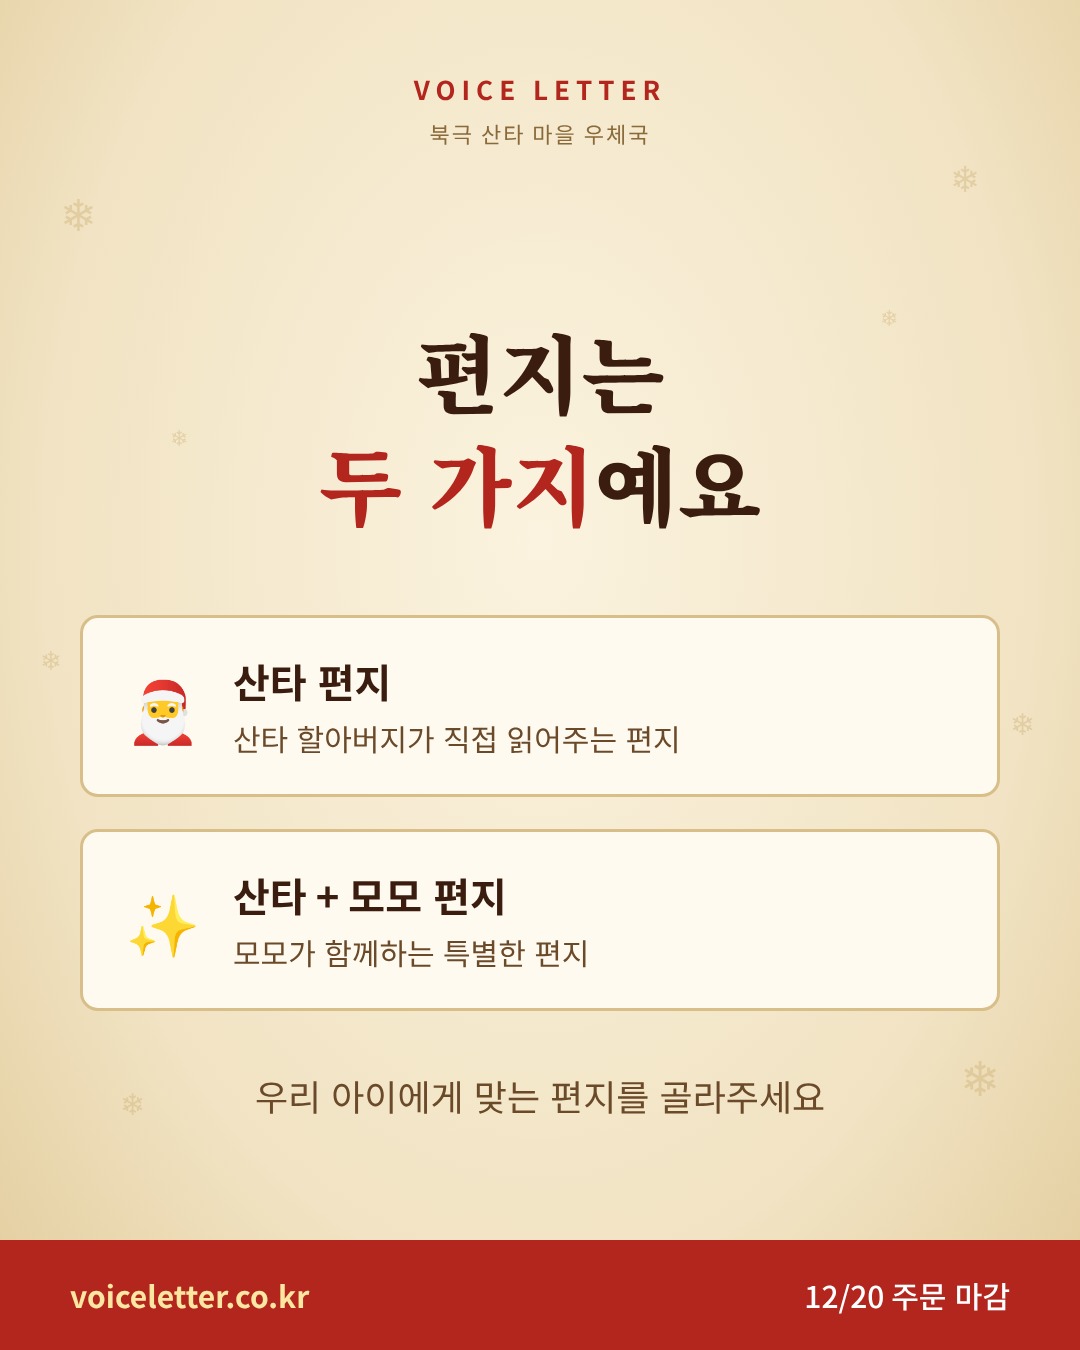 VOICE LETTER
북극 산타 마을 우체국
편지는
두 가지예요
산타 편지
산타 할아버지가 직접 읽어주는 편지
산타 + 모모 편지
모모가 함께하는 특별한 편지
우리 아이에게 맞는 편지를 골라주세요
voiceletter.co.kr
12/20 주문 마감